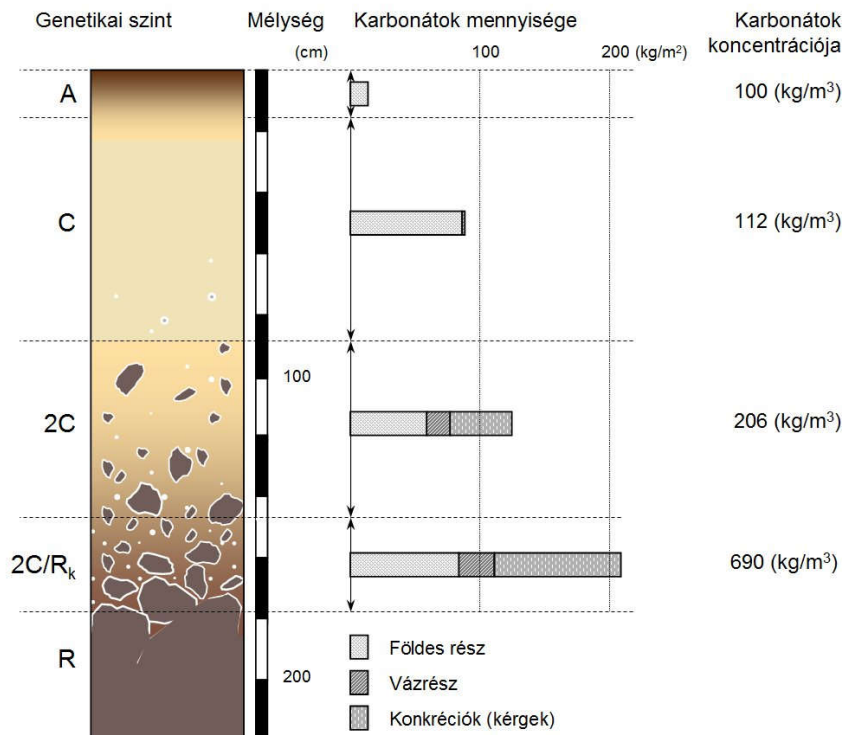 Genetikai szint Mélység Karbonátok mennyisége Karbonátok
koncentrációja
(cm) 100 200 (kg/m²)
A 100 (kg/m³)
C 112 (kg/m³)
100
2C 206 (kg/m³)
2C/Rk 690 (kg/m³)
R
200
Földes rész
Vázrész
Konkréciók (kérgek)